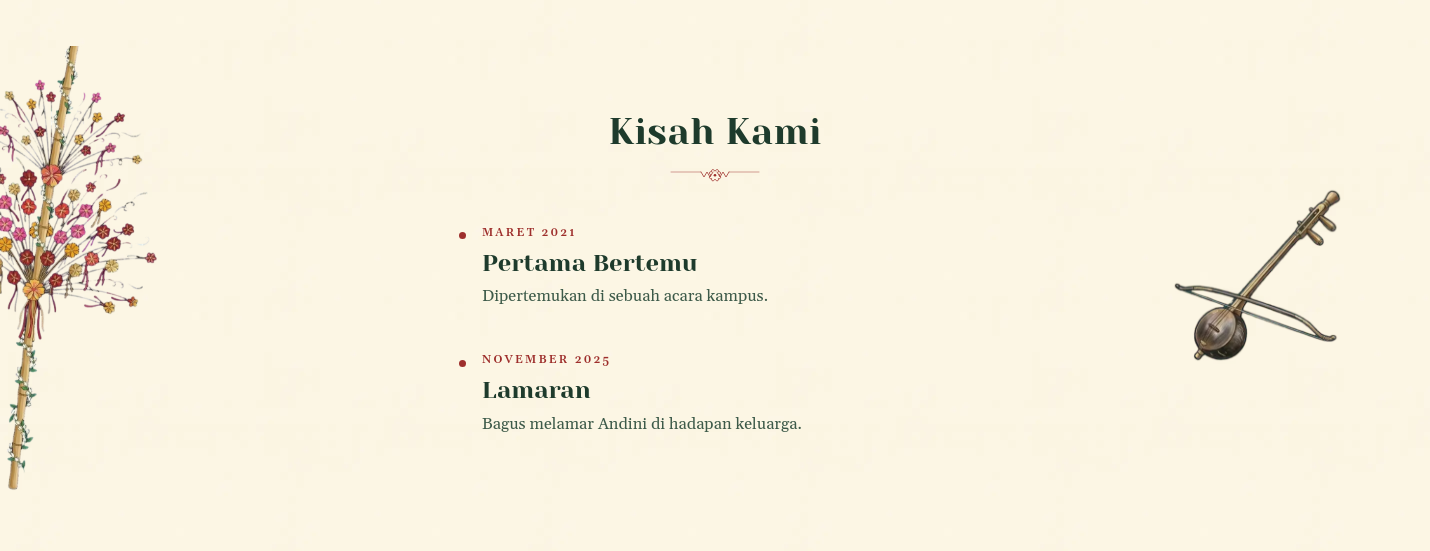 Kisah Kami
MARET 2021
Pertama Bertemu
Dipertemukan di sebuah acara kampus.
NOVEMBER 2025
Lamaran
Bagus melamar Andini di hadapan keluarga.